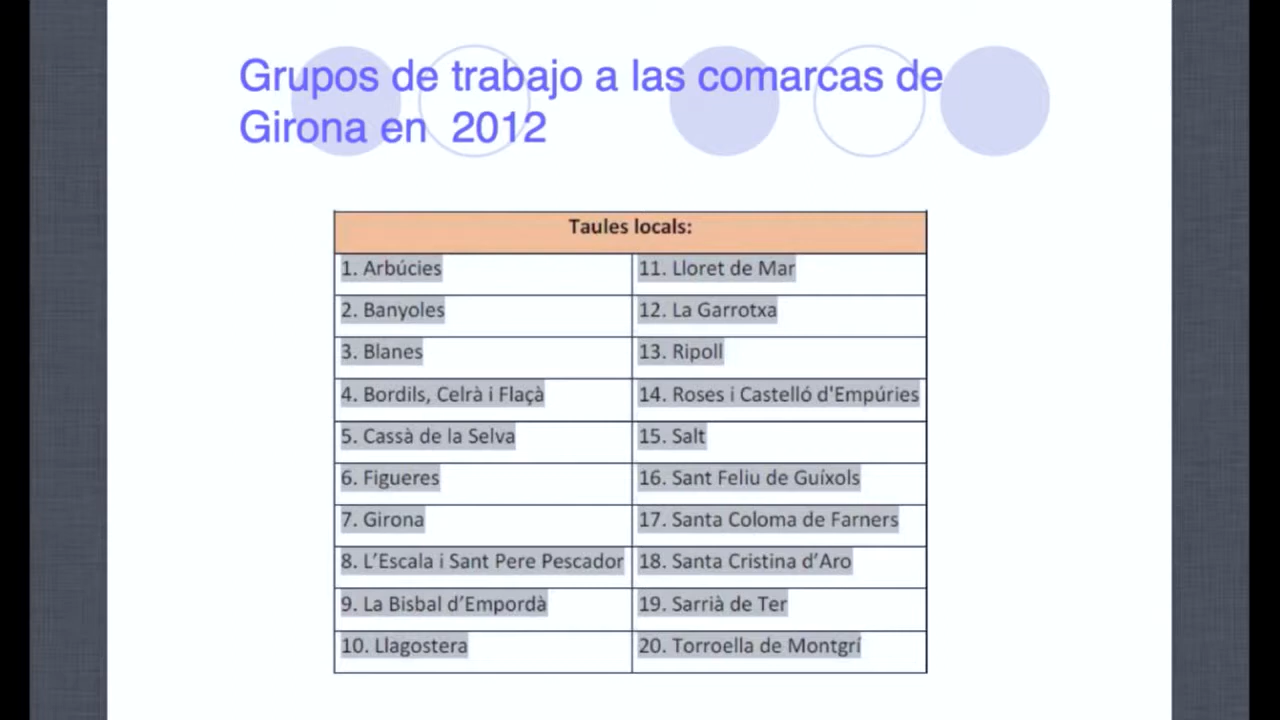 Grupos de trabajo a las comarcas de
Girona en 2012
Taules locals:
1. Arbúcies
11. Lloret de Mar
2. Banyoles
12. La Garrotxa
3. Blanes
13. Ripoll
4. Bordils, Celrà i Flaçà
14. Roses i Castelló d'Empúries
5. Cassà de la Selva
15. Salt
6. Figueres
16. Sant Feliu de Guíxols
7. Girona
17. Santa Coloma de Farners
8. L’Escala i Sant Pere Pescador
18. Santa Cristina d’Aro
9. La Bisbal d’Empordà
19. Sarrià de Ter
10. Llagostera
20. Torroella de Montgrí